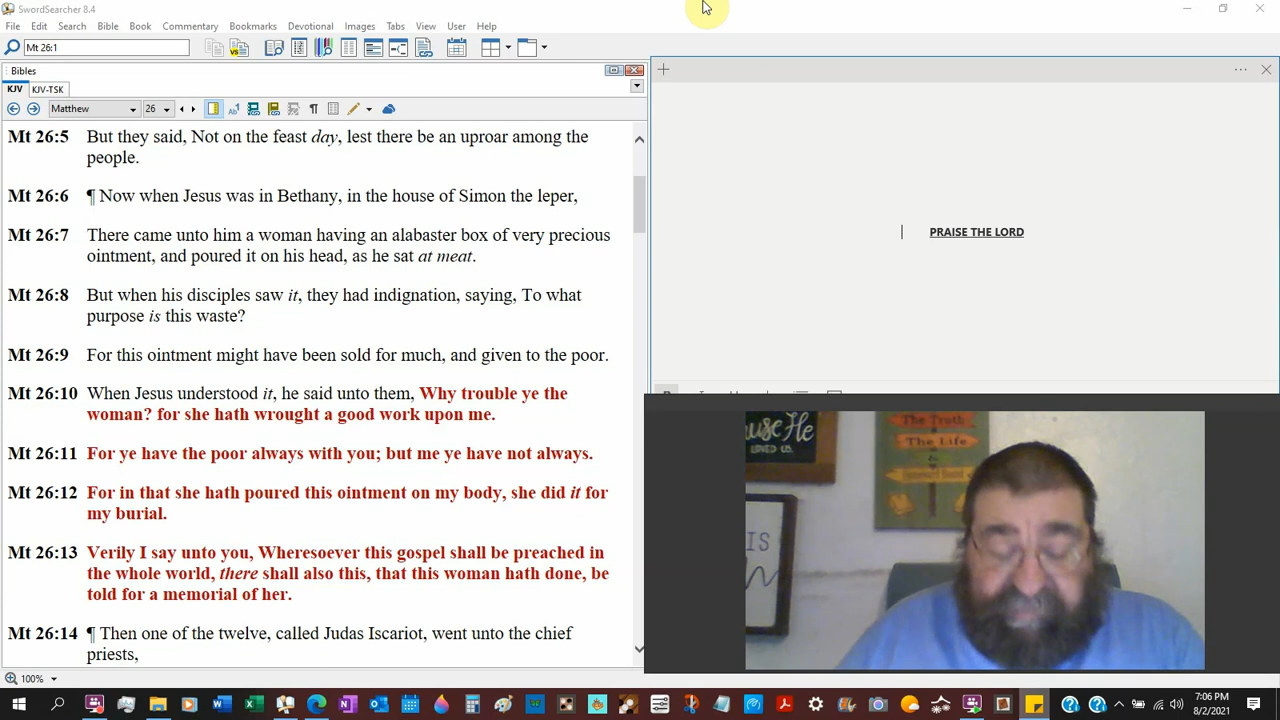 SwordSearcher 8.4
File Edit Search Bible Book Commentary Bookmarks Devotional Images Tabs View User Help
Mt 26:1
Bibles
KJV KJV-TSK
Matthew 26
Mt 26:5 But they said, Not on the feast day, lest there be an uproar among the
people.
Mt 26:6 ¶ Now when Jesus was in Bethany, in the house of Simon the leper,
Mt 26:7 There came unto him a woman having an alabaster box of very precious
ointment, and poured it on his head, as he sat at meat.
Mt 26:8 But when his disciples saw it, they had indignation, saying, To what
purpose is this waste?
Mt 26:9 For this ointment might have been sold for much, and given to the poor.
Mt 26:10 When Jesus understood it, he said unto them, Why trouble ye the
woman? for she hath wrought a good work upon me.
Mt 26:11 For ye have the poor always with you; but me ye have not always.
Mt 26:12 For in that she hath poured this ointment on my body, she did it for
my burial.
Mt 26:13 Verily I say unto you, Wheresoever this gospel shall be preached in
the whole world, there shall also this, that this woman hath done, be
told for a memorial of her.
Mt 26:14 ¶ Then one of the twelve, called Judas Iscariot, went unto the chief
priests,
100%
PRAISE THE LORD
He
LOVED US.
The Truth
The Life
IS
7:06 PM
8/2/2021